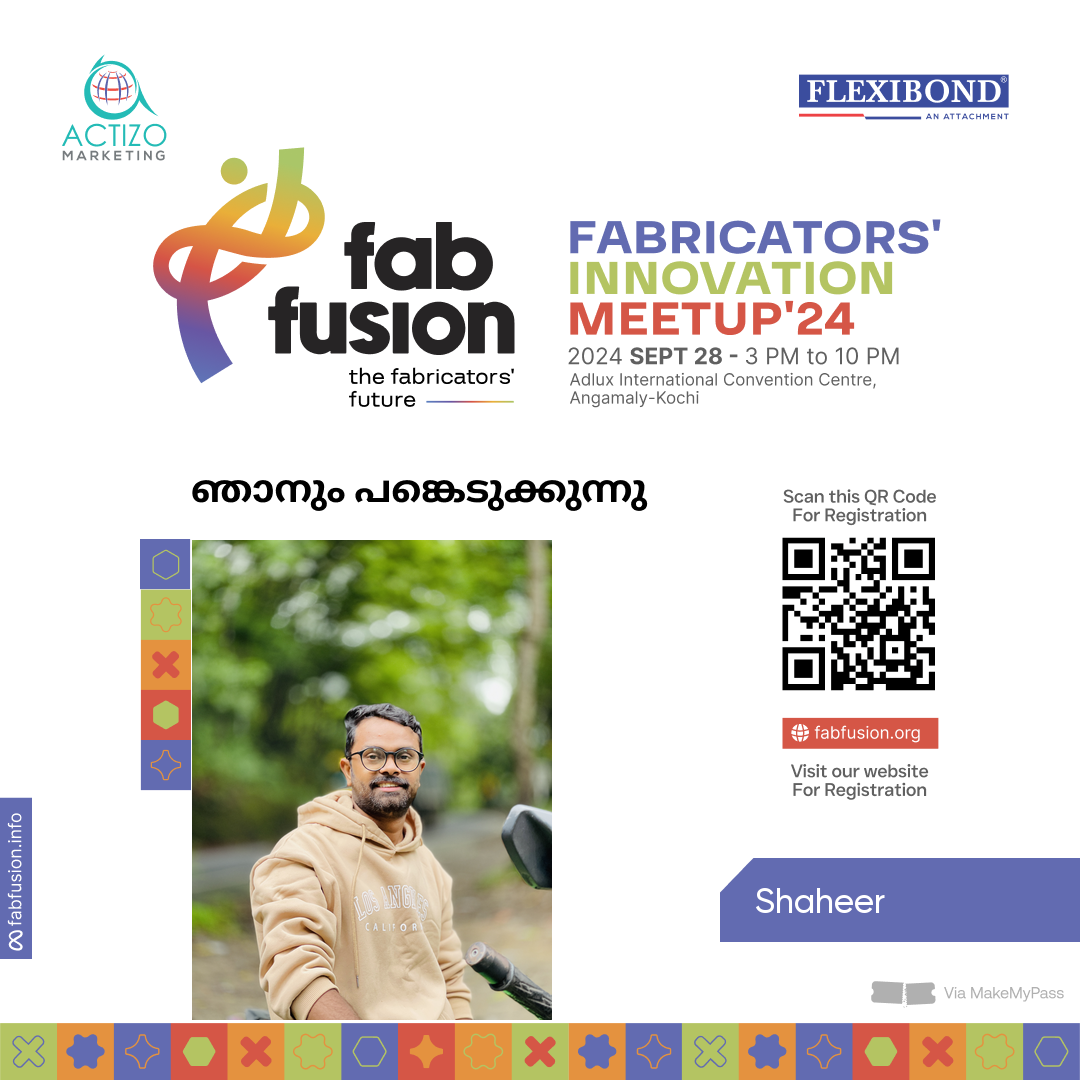 ACTIZO
MARKETING
FLEXIBOND®
AN ATTACHMENT
fab
fusion
the fabricators'
future
FABRICATORS'
INNOVATION
MEETUP'24
2024 SEPT 28 - 3 PM to 10 PM
Adlux International Convention Centre,
Angamaly-Kochi
ഞാനും പങ്കെടുക്കുന്നു
Scan this QR Code
For Registration
fabfusion.org
Visit our website
For Registration
LOS ANGE
CALIFOR
fabfusion.info
Shaheer
Via MakeMyPass